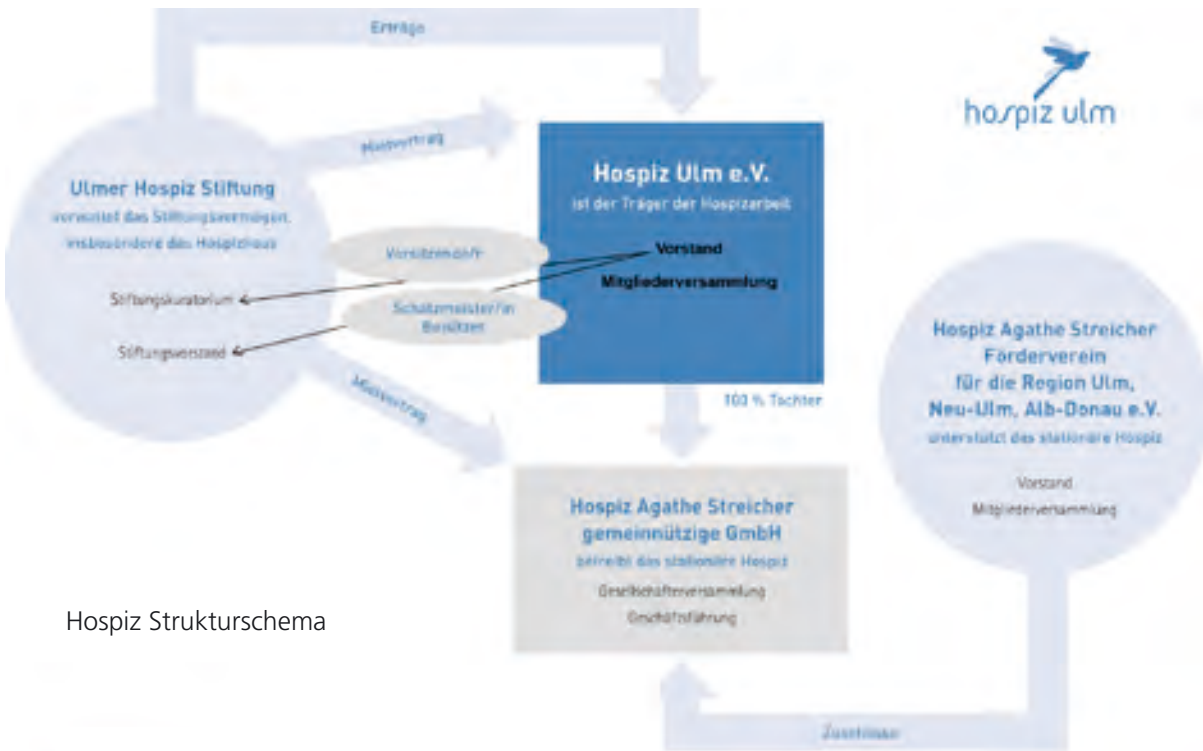 Erträge
hospiz ulm
Mietvertrag
Ulmer Hospiz Stiftung
verwaltet das Stiftungsvermögen,
insbesondere das Hospizhaus
Stiftungskuratorium
Stiftungsvorstand
Vorsitzende/r
Schatzmeister/in
Beisitzer
Hospiz Ulm e.V.
ist der Träger der Hospizarbeit
Vorstand
Mitgliederversammlung
Mietvertrag
100 % Tochter
Hospiz Agathe Streicher
gemeinnützige GmbH
betreibt das stationäre Hospiz
Gesellschafterversammlung
Geschäftsführung
Hospiz Agathe Streicher
Förderverein
für die Region Ulm,
Neu-Ulm, Alb-Donau e.V.
unterstützt das stationäre Hospiz
Vorstand
Mitgliederversammlung
Hospiz Strukturschema
Zuschüsse